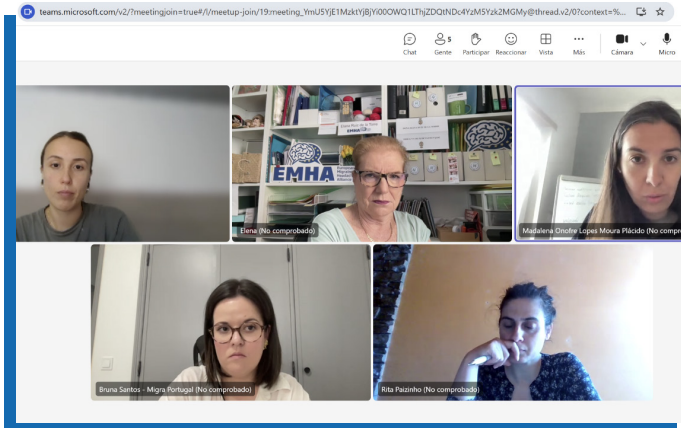 teams.microsoft.com/v2/?meetingjoin=true#/l/meetup-join/19:meeting_YmU5YjE1MzktYjBjYi00OWQ1LThjZDQtNDc4YzM5Yzk2MGMy@thread.v2/0?context=%...
5
Chat Gente Participar Reaccionar Vista Más Cámara Micro
EMHA
EMHA
Elena (No comprobado)
Madalena Onofre Lopes Moura Plácido (No compr
Bruna Santos - Migra Portugal (No comprobado)
Rita Paizinho (No comprobado)